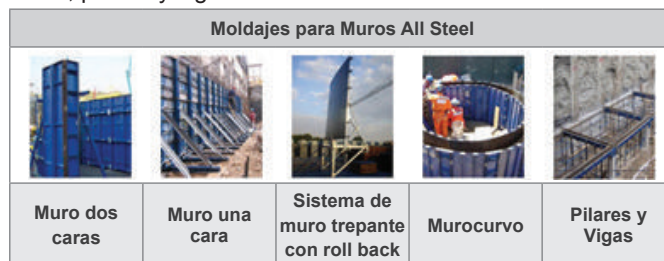 Moldajes para Muros All Steel
Muro dos
caras
Muro una
cara
Sistema de
muro trepante
con roll back
Murocurvo
Pilares y
Vigas